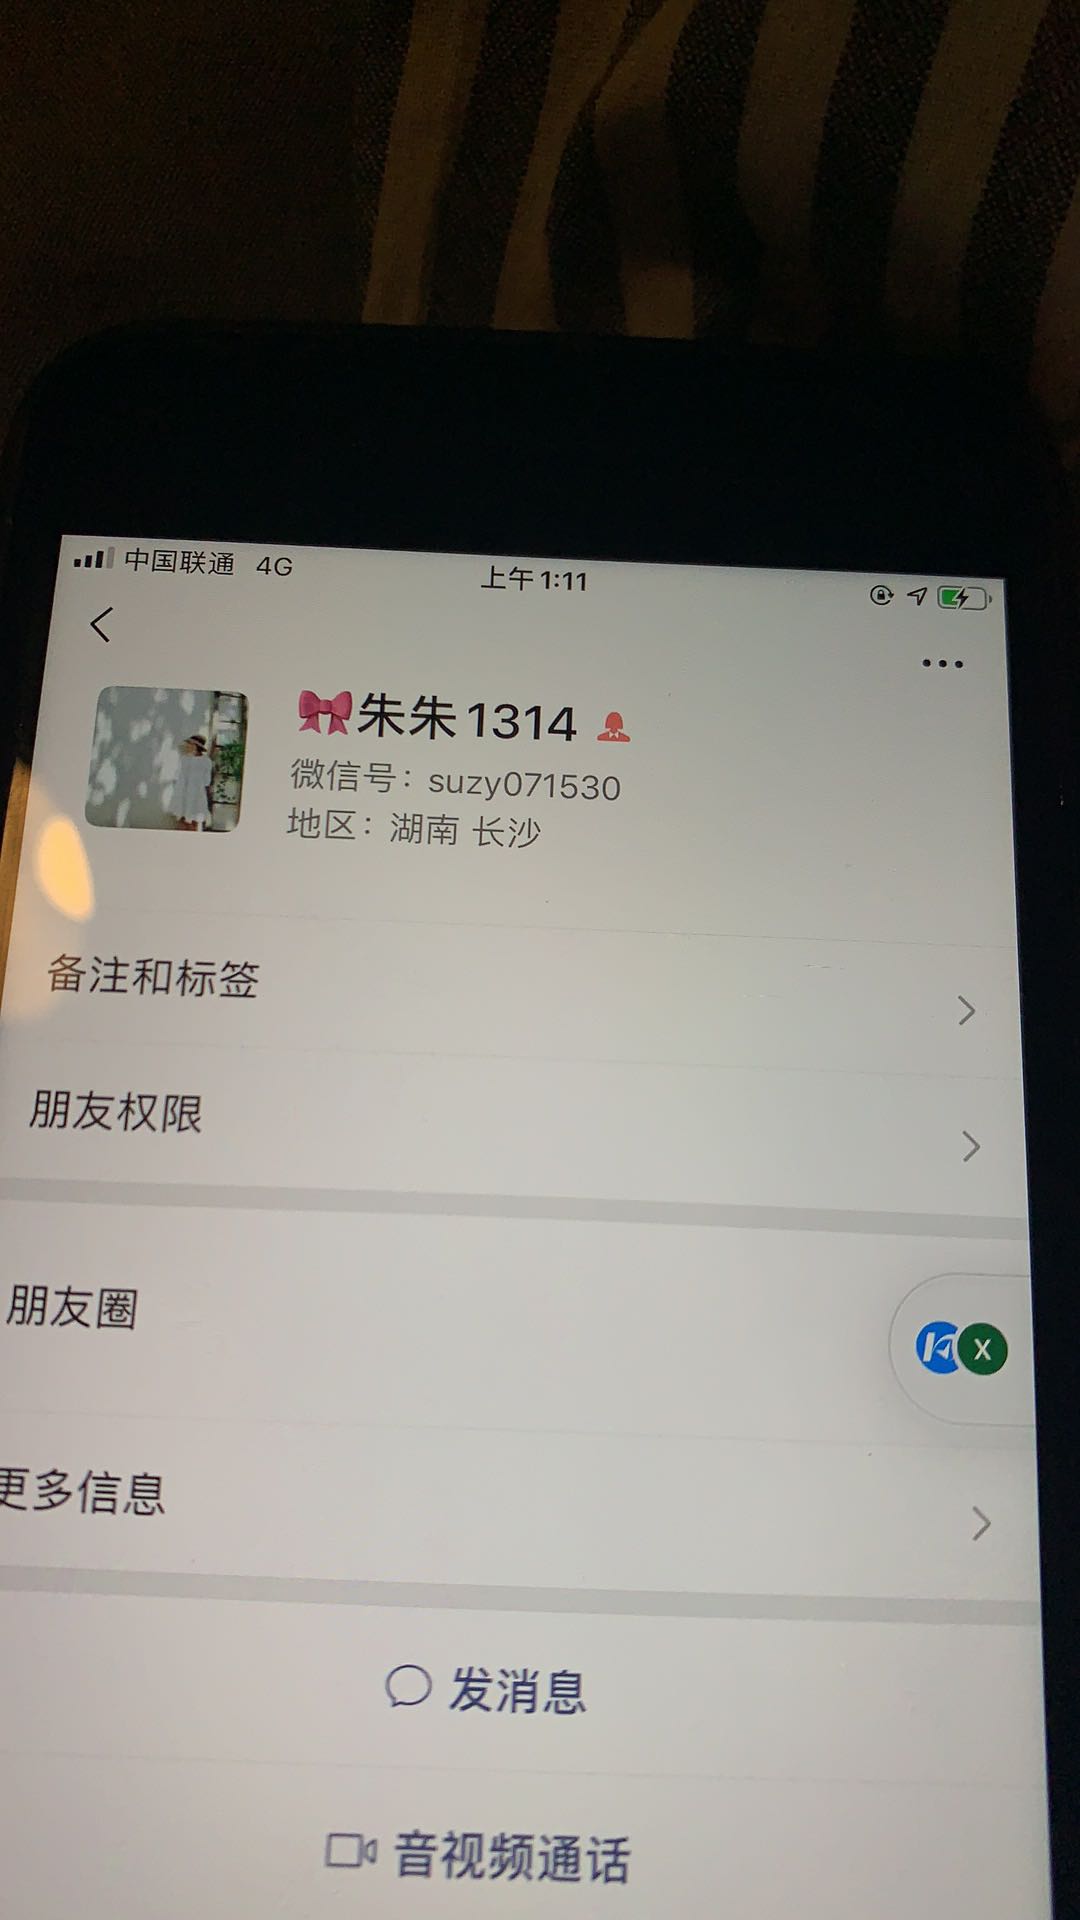 中国联通 4G 上午1:11
🎀朱朱1314
微信号：suzy071530
地区：湖南 长沙
备注和标签
朋友权限
朋友圈
X
更多信息
发消息
音视频通话